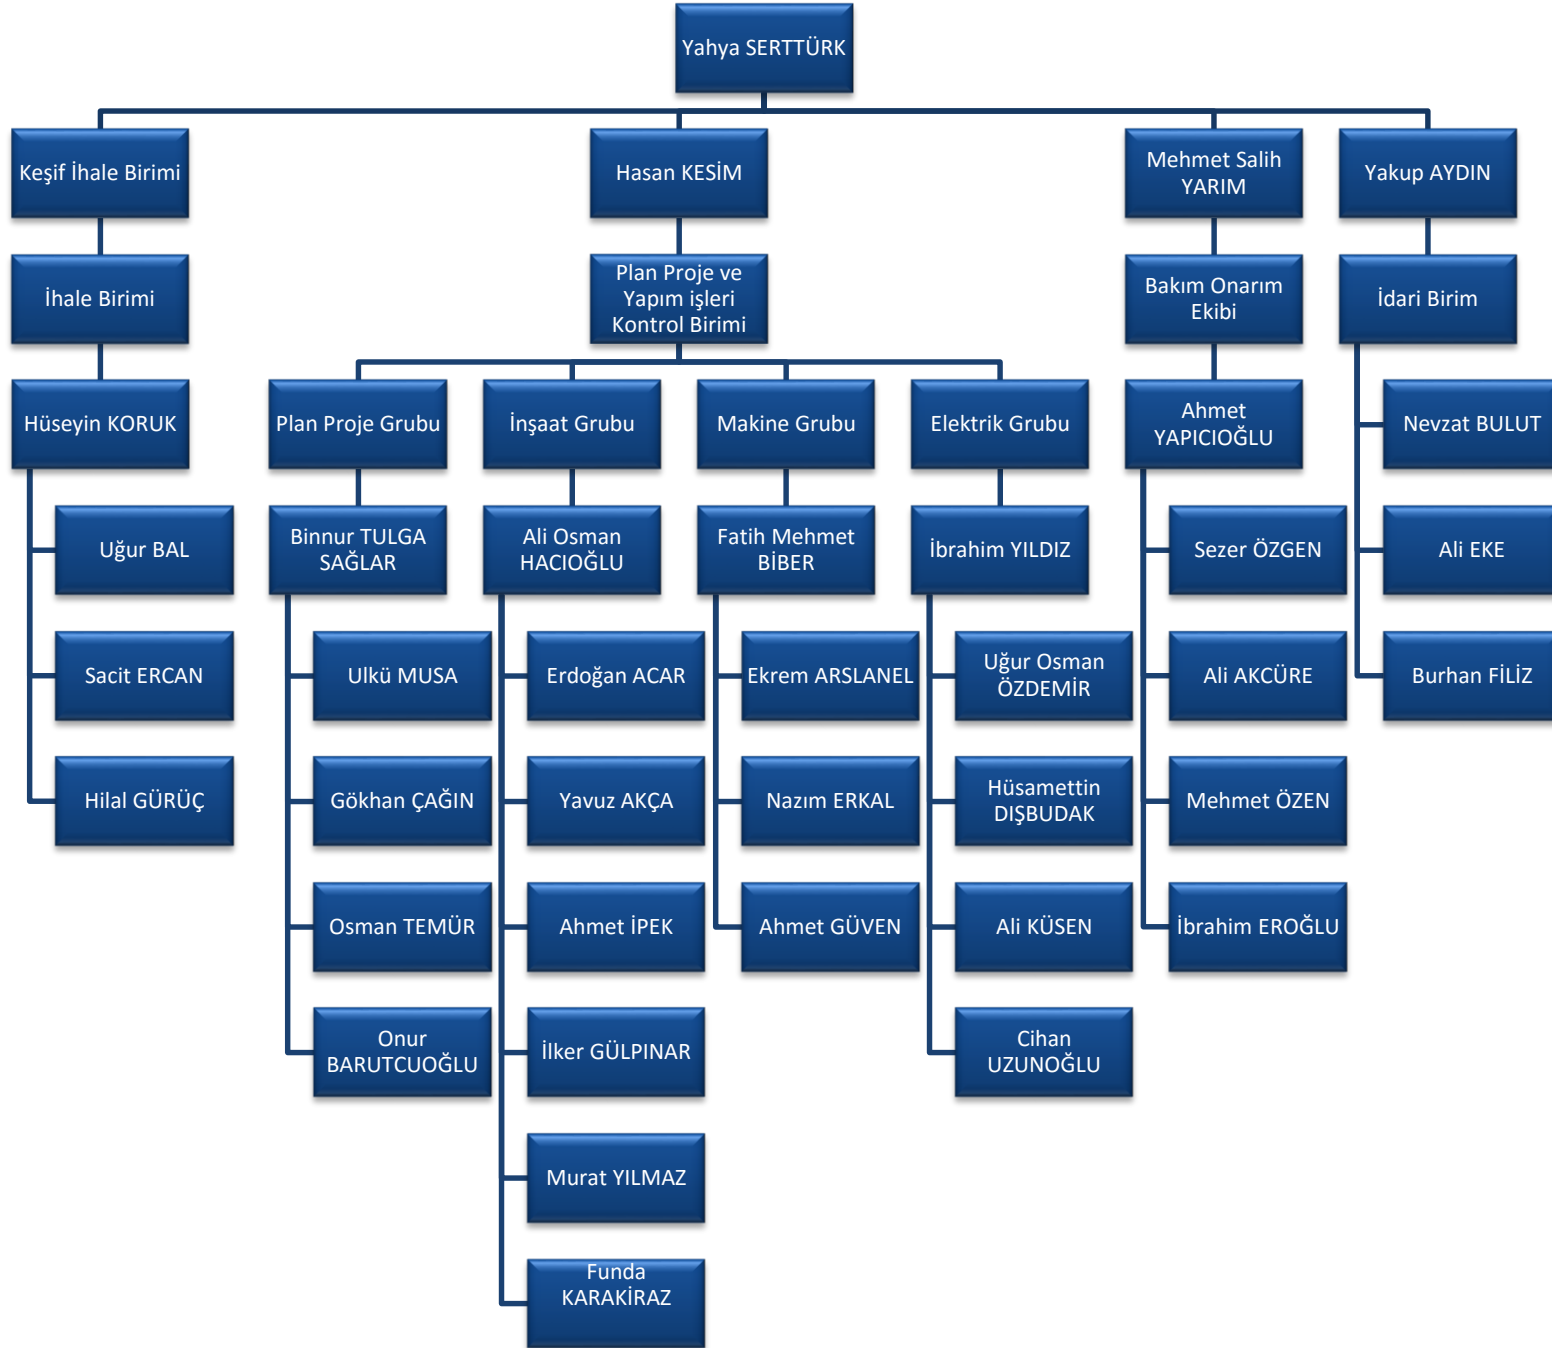 Yahya SERTTÜRK
Keşif İhale Birimi
Hasan KESİM
Mehmet Salih
YARIM
Yakup AYDIN
İhale Birimi
Plan Proje ve
Yapım işleri
Kontrol Birimi
Bakım Onarım
Ekibi
İdari Birim
Hüseyin KORUK
Plan Proje Grubu
İnşaat Grubu
Makine Grubu
Elektrik Grubu
Ahmet
YAPICIOĞLU
Nevzat BULUT
Uğur BAL
Binnur TULGA
SAĞLAR
Ali Osman
HACIOĞLU
Fatih Mehmet
BİBER
İbrahim YILDIZ
Sezer ÖZGEN
Ali EKE
Sacit ERCAN
Ulkü MUSA
Erdoğan ACAR
Ekrem ARSLANEL
Uğur Osman
ÖZDEMİR
Ali AKCÜRE
Burhan FİLİZ
Hilal GÜRÜÇ
Gökhan ÇAĞIN
Yavuz AKÇA
Nazım ERKAL
Hüsamettin
DIŞBUDAK
Mehmet ÖZEN
Osman TEMÜR
Ahmet İPEK
Ahmet GÜVEN
Ali KÜSEN
İbrahim EROĞLU
Onur
BARUTCUOĞLU
İlker GÜLPINAR
Cihan
UZUNOĞLU
Murat YILMAZ
Funda
KARAKİRAZ